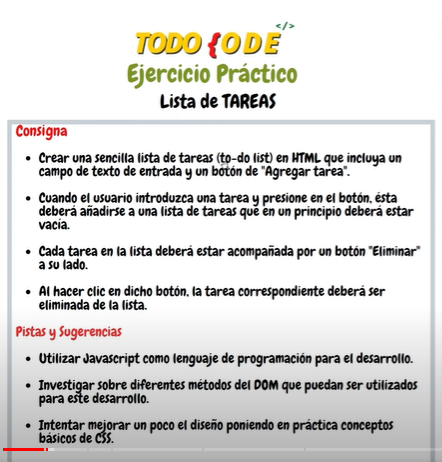 </>
TODO {ODE
Ejercicio Práctico
Lista de TAREAS
Consigna
• Crear una sencilla lista de tareas (to-do list) en HTML que incluya un
campo de texto de entrada y un botón de "Agregar tarea".
• Cuando el usuario introduzca una tarea y presione en el botón, ésta
deberá añadirse a una lista de tareas que en un principio deberá estar
vacía.
• Cada tarea en la lista deberá estar acompañada por un botón "Eliminar"
a su lado.
• Al hacer clic en dicho botón, la tarea correspondiente deberá ser
eliminada de la lista.
Pistas y Sugerencias
• Utilizar Javascript como lenguaje de programación para el desarrollo.
• Investigar sobre diferentes métodos del DOM que puedan ser utilizados
para este desarrollo.
• Intentar mejorar un poco el diseño poniendo en práctica conceptos
básicos de CSS.